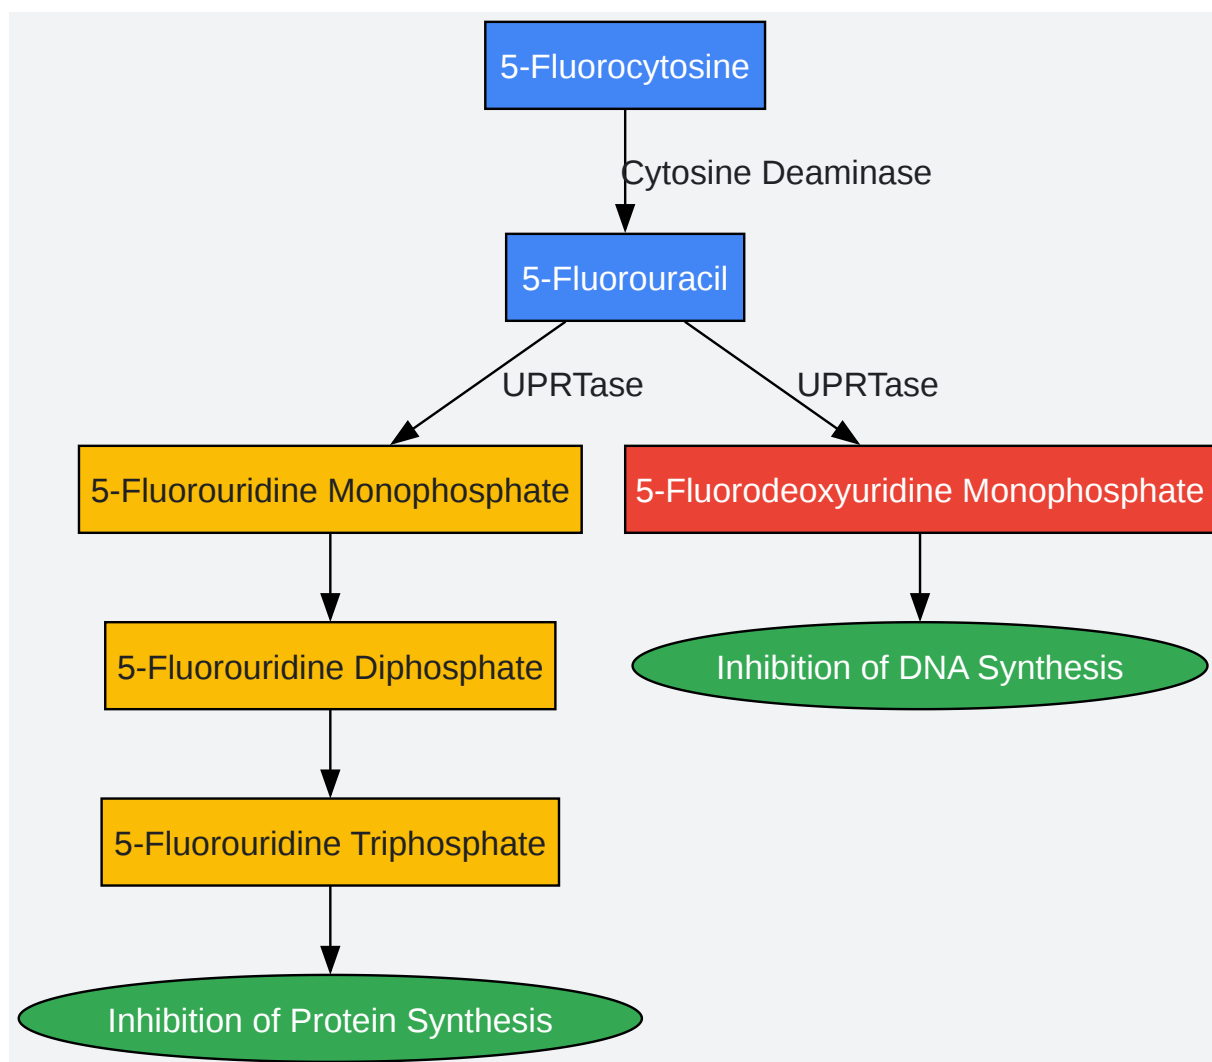 5-Fluorocytosine
Cytosine Deaminase
5-Fluorouracil
UPRTase
UPRTase
5-Fluorouridine Monophosphate
5-Fluorodeoxyuridine Monophosphate
5-Fluorouridine Diphosphate
Inhibition of DNA Synthesis
5-Fluorouridine Triphosphate
Inhibition of Protein Synthesis